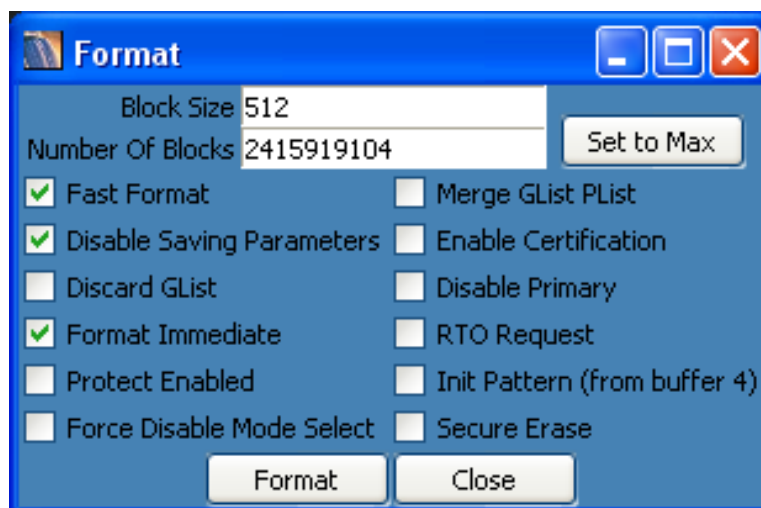 Format
Block Size 512
Number Of Blocks 2415919104
Set to Max
Fast Format Merge GList PList
Disable Saving Parameters Enable Certification
Discard GList Disable Primary
Format Immediate RTO Request
Protect Enabled Init Pattern (from buffer 4)
Force Disable Mode Select Secure Erase
Format Close